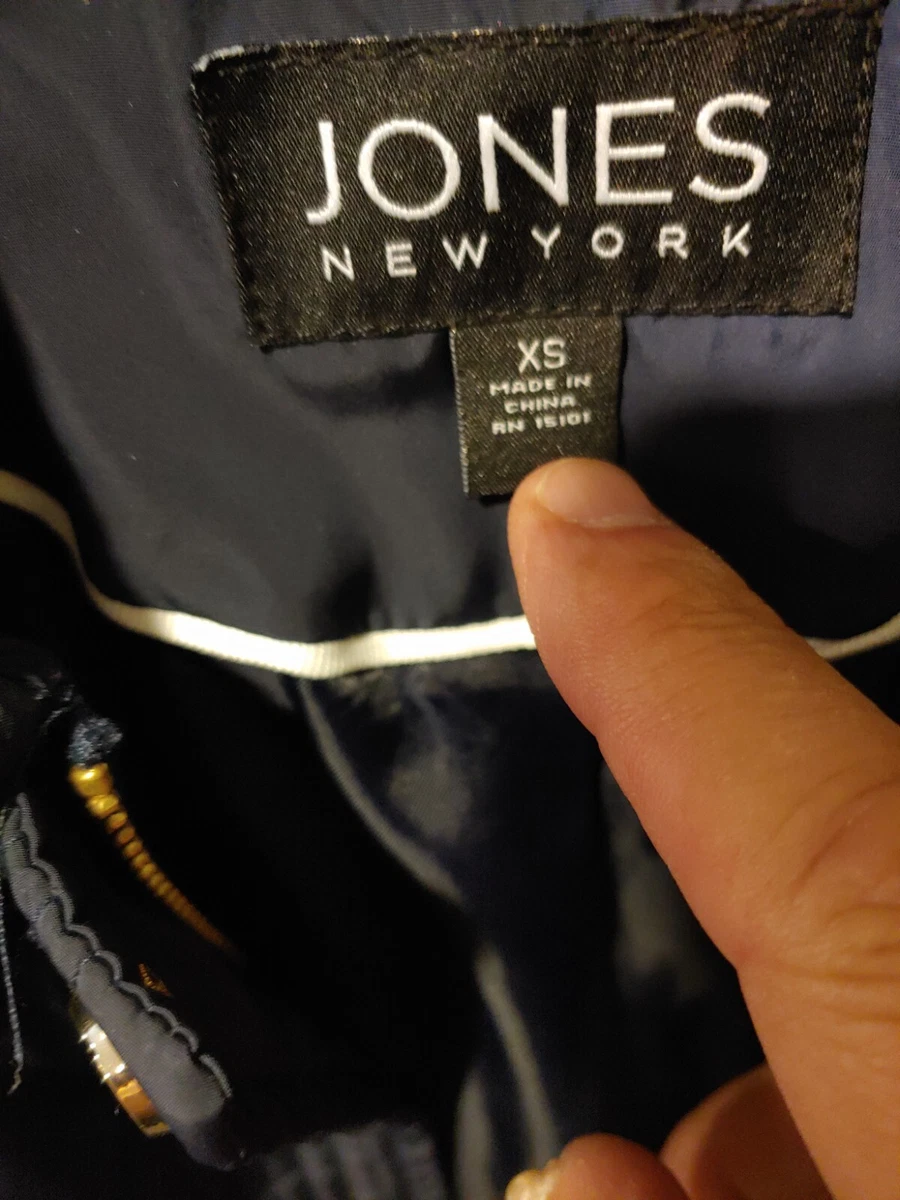 JONES
NEW YORK
XS
MADE IN
CHINA
RN 15101